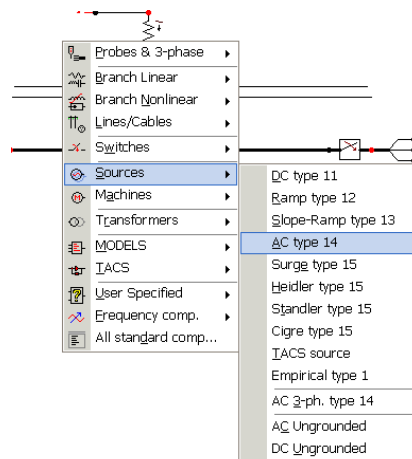 Probes & 3-phase
Branch Linear
Branch Nonlinear
Lines/Cables
Switches
Sources
Machines
Transformers
MODELS
TACS
User Specified
Frequency comp.
All standard comp...
DC type 11
Ramp type 12
Slope-Ramp type 13
AC type 14
Surge type 15
Heidler type 15
Standler type 15
Cigre type 15
TACS source
Empirical type 1
AC 3-ph. type 14
AC Ungrounded
DC Ungrounded